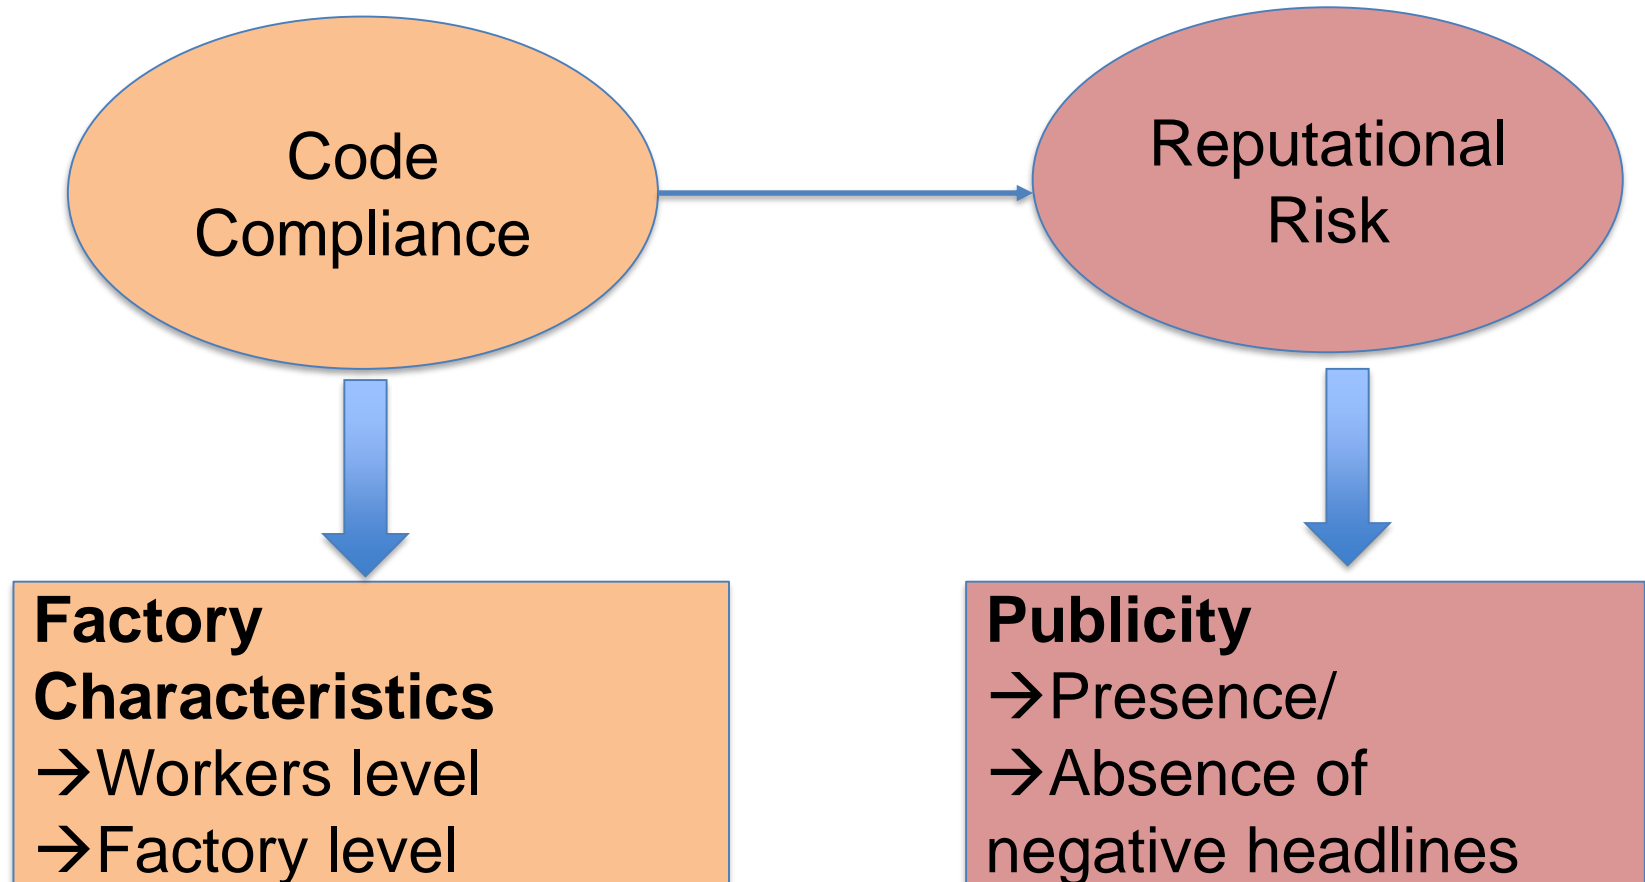 Code
Compliance
Reputational
Risk
Factory
Characteristics
→Workers level
→Factory level
Publicity
→Presence/
→Absence of
negative headlines